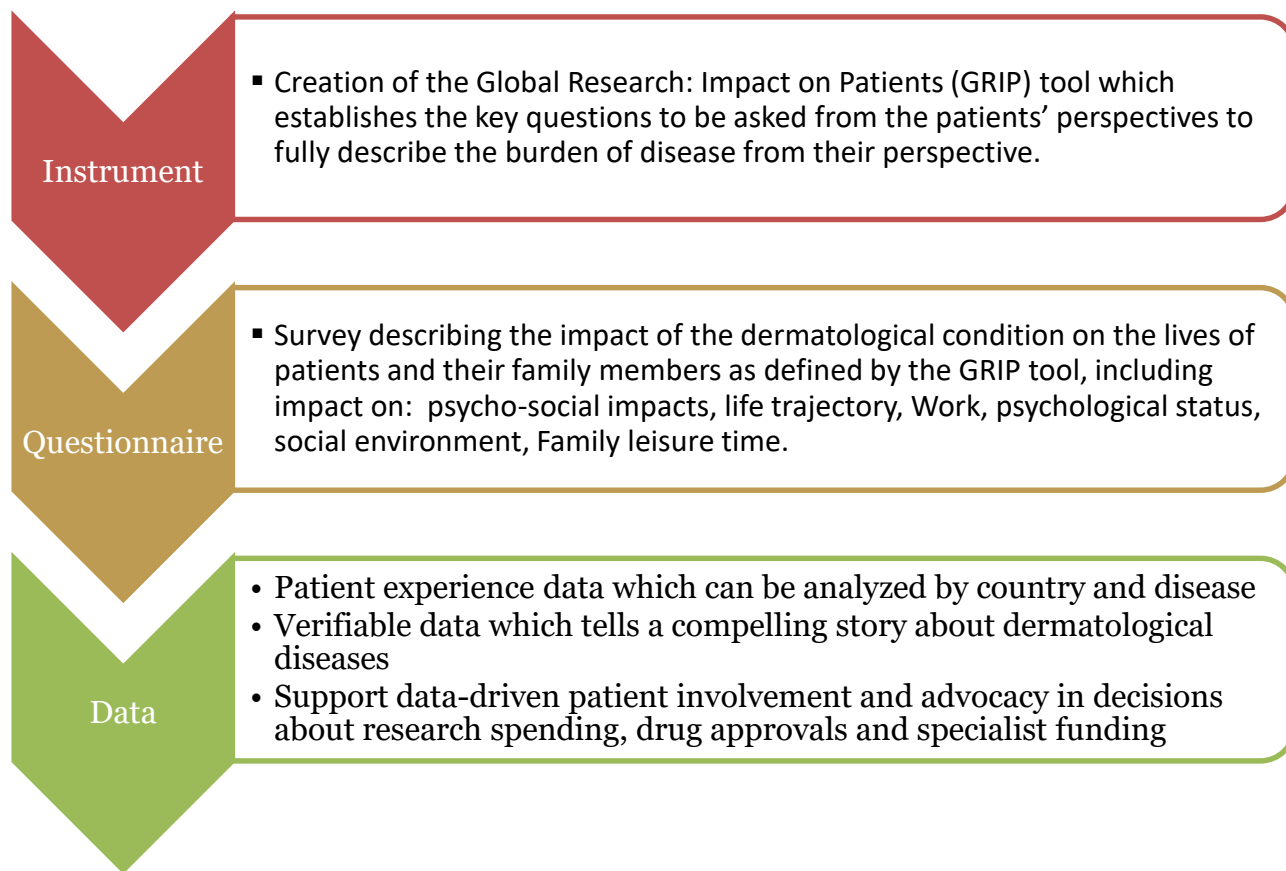 Instrument
▪ Creation of the Global Research: Impact on Patients (GRIP) tool which
establishes the key questions to be asked from the patients’ perspectives to
fully describe the burden of disease from their perspective.
Questionnaire
▪ Survey describing the impact of the dermatological condition on the lives of
patients and their family members as defined by the GRIP tool, including
impact on:  psycho-social impacts, life trajectory, Work, psychological status,
social environment, Family leisure time.
Data
• Patient experience data which can be analyzed by country and disease
• Verifiable data which tells a compelling story about dermatological
diseases
• Support data-driven patient involvement and advocacy in decisions
about research spending, drug approvals and specialist funding